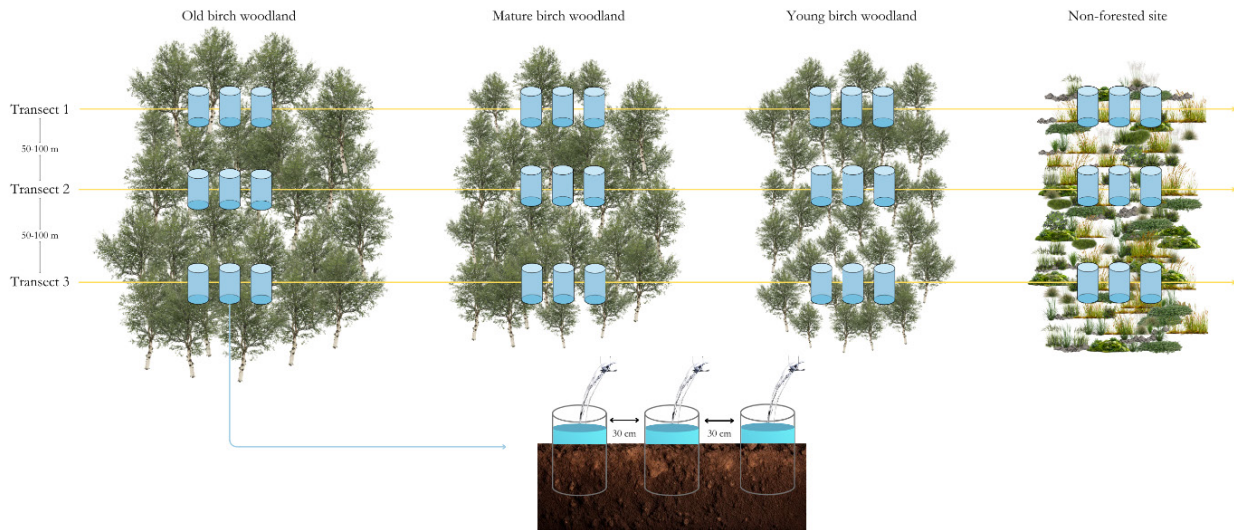 Old birch woodland
Mature birch woodland
Young birch woodland
Non-forested site
Transect 1
50-100 m
Transect 2
50-100 m
Transect 3
30 cm
30 cm